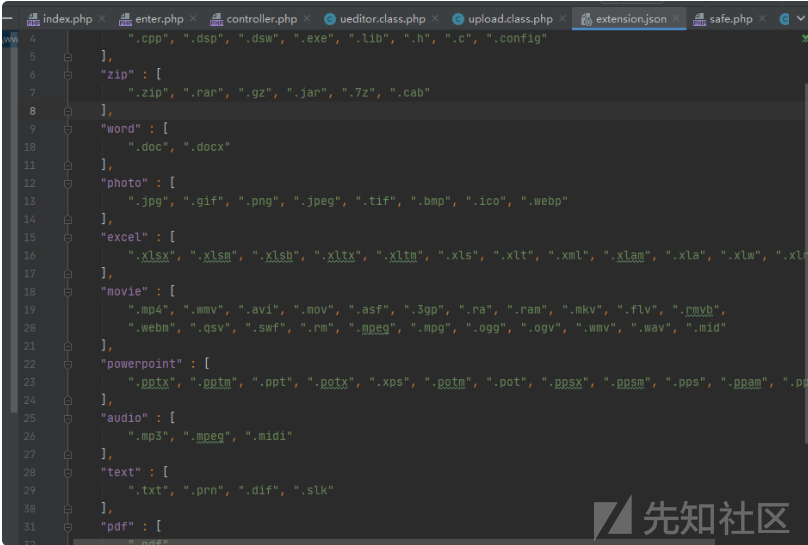 index.php enter.php controller.php ueditor.class.php upload.class.php extension.json safe.php
4 ".cpp", ".dsp", ".dsw", ".exe", ".lib", ".h", ".c", ".config"
5 ],
6 "zip" : [
7 ".zip", ".rar", ".gz", ".jar", ".7z", ".cab"
8 ],
9 "word" : [
10 ".doc", ".docx"
11 ],
12 "photo" : [
13 ".jpg", ".gif", ".png", ".jpeg", ".tif", ".bmp", ".ico", ".webp"
14 ],
15 "excel" : [
16 ".xlsx", ".xlsm", ".xlsb", ".xltx", ".xltm", ".xls", ".xlt", ".xml", ".xlam", ".xla", ".xlw",
17 ],
18 "movie" : [
19 ".mp4", ".wmv", ".avi", ".mov", ".asf", ".3gp", ".ra", ".ram", ".mkv", ".flv", ".rmvb",
20 ".webm", ".qsv", ".swf", ".rm", ".mpeg", ".mpg", ".ogg", ".ogv", ".wmv", ".wav", ".mid"
21 ],
22 "powerpoint" : [
23 ".pptx", ".pptm", ".ppt", ".potx", ".xps", ".potm", ".pot", ".ppsx", ".ppsm", ".pps", ".ppam",
24 ],
25 "audio" : [
26 ".mp3", ".mpeg", ".midi"
27 ],
28 "text" : [
29 ".txt", ".prn", ".dif", ".slk"
30 ],
31 "pdf" : [
32 ".pdf"
先知社区